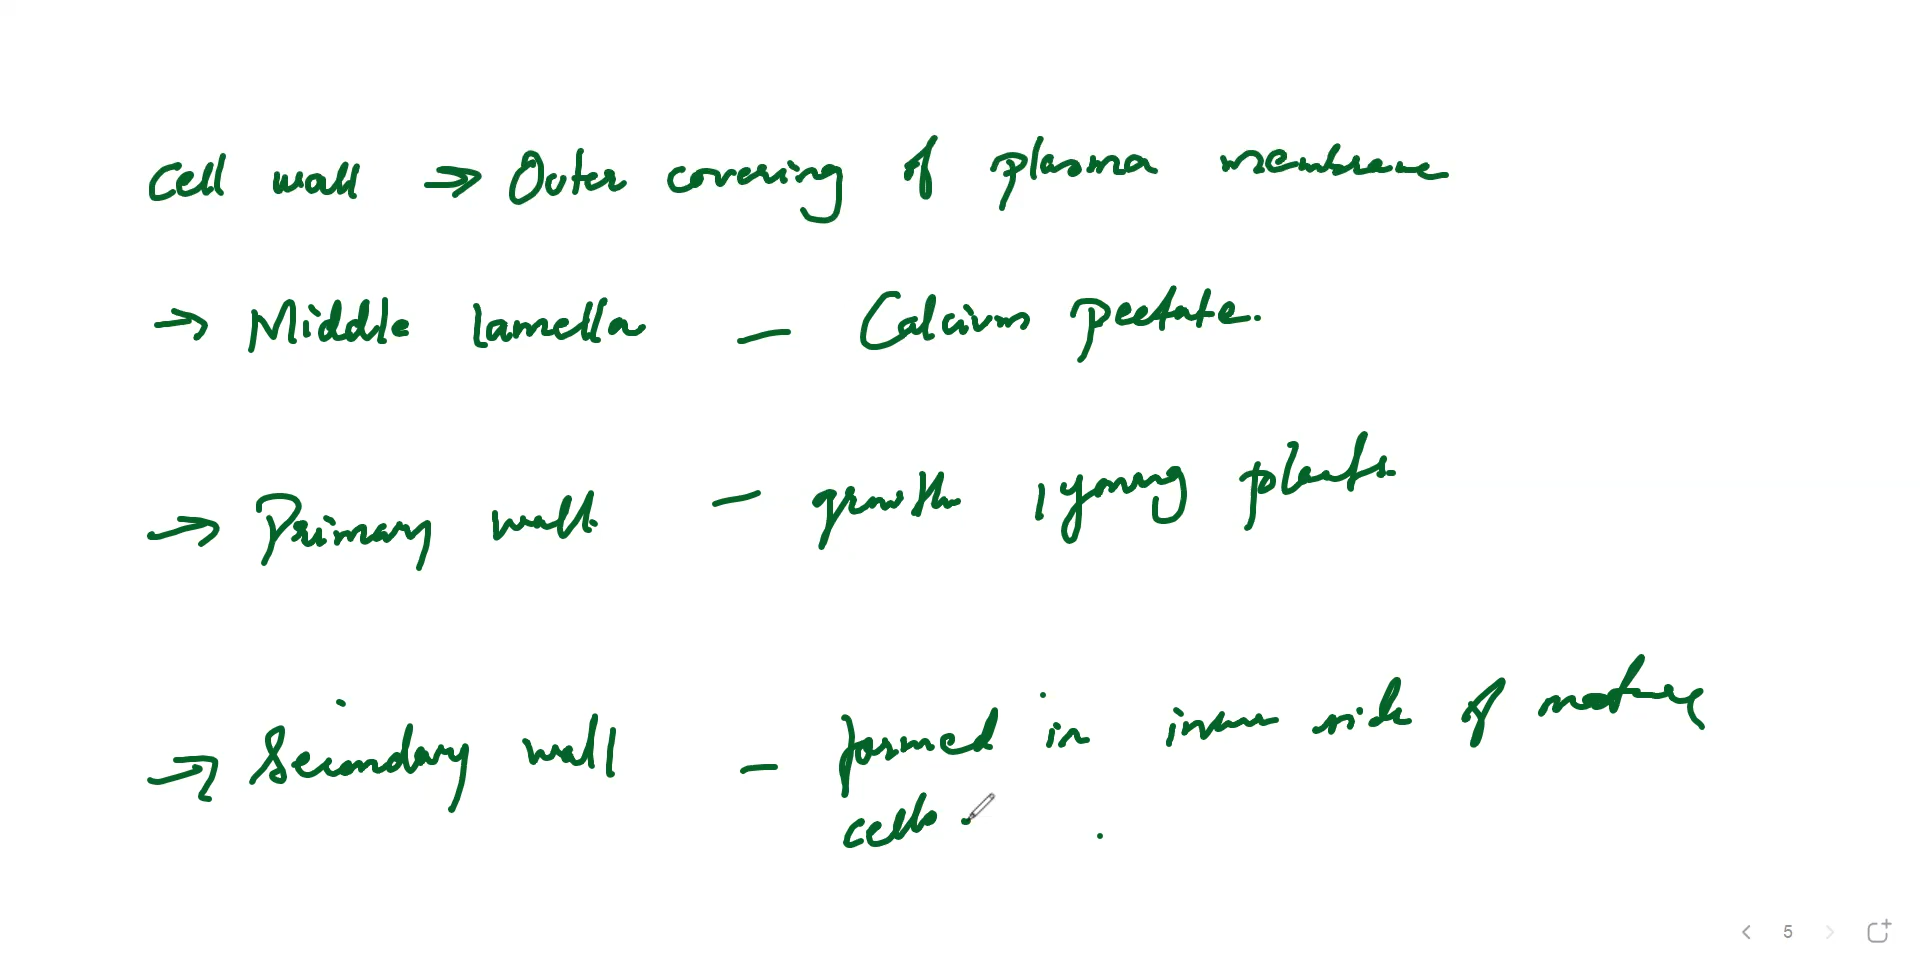 Cell wall → Outer covering of plasma membrane
→ Middle lamella – Calcium pectate.
→ Primary wall – growth, young plants
→ Secondary wall – formed in inner side of mature
cells.
5